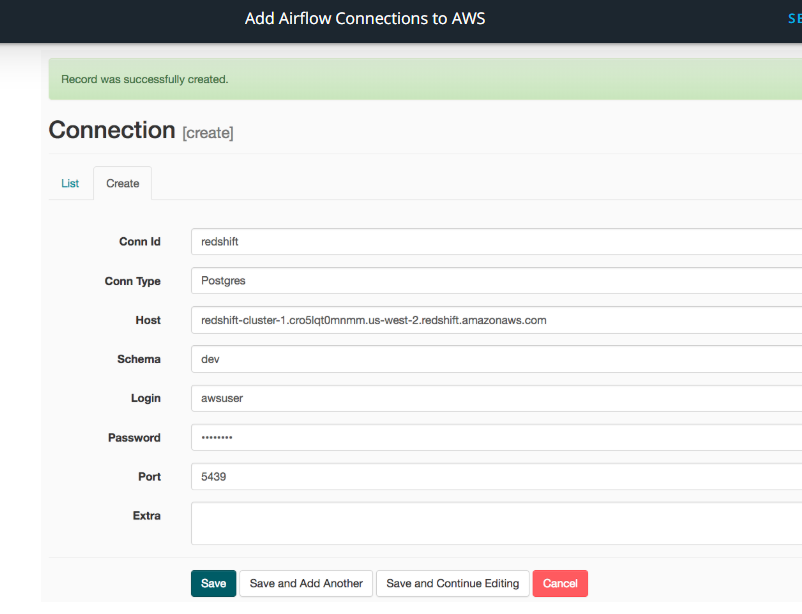 Add Airflow Connections to AWS
SE
Record was successfully created.
Connection [create]
List Create
Conn Id redshift
Conn Type Postgres
Host redshift-cluster-1.cro5lqt0mnmm.us-west-2.redshift.amazonaws.com
Schema dev
Login awsuser
Password ••••••••
Port 5439
Extra
Save Save and Add Another Save and Continue Editing Cancel